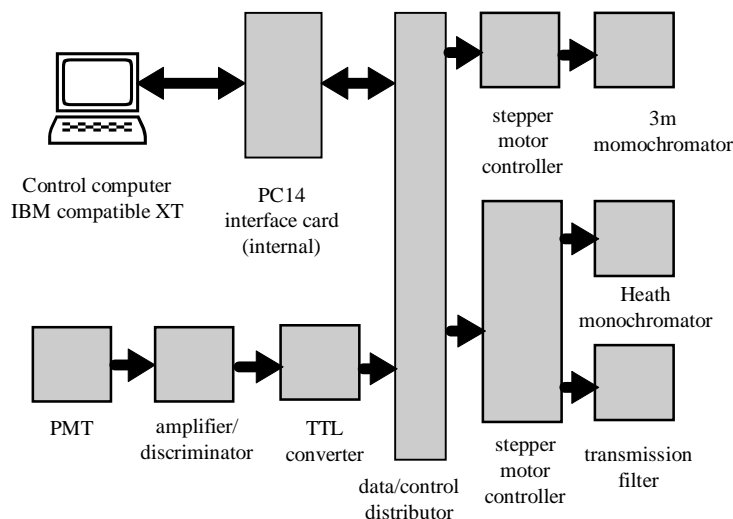 Control computer
IBM compatible XT
PC14
interface card
(internal)
stepper
motor
controller
3m
momochromator
Heath
monochromator
PMT
amplifier/
discriminator
TTL
converter
data/control
distributor
stepper
motor
controller
transmission
filter